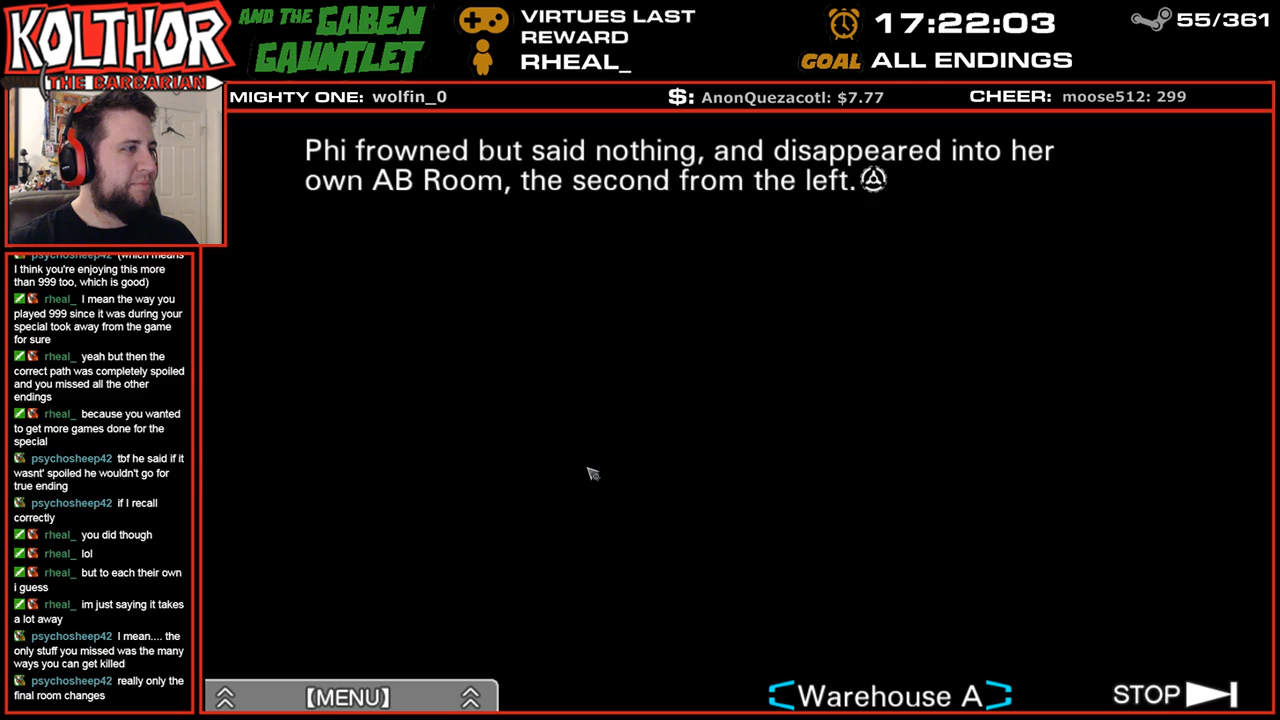 KOLTHOR
THE BARBARIAN
AND THE GABEN
GAUNTLET
VIRTUES LAST
REWARD
RHEAL_
17:22:03
GOAL ALL ENDINGS
55/361
MIGHTY ONE: wolfin_0
$: AnonQuezacotl: $7.77
CHEER: moose512: 299
Phi frowned but said nothing, and disappeared into her
own AB Room, the second from the left.
psychosheep42 (which means
I think you're enjoying this more
than 999 too, which is good)
rheal_ I mean the way you
played 999 since it was during your
special took away from the game
for sure
rheal_ yeah but then the
correct path was completely spoiled
and you missed all the other
endings
rheal_ because you wanted
to get more games done for the
special
psychosheep42 tbf he said if it
wasnt' spoiled he wouldn't go for
true ending
psychosheep42 if I recall
correctly
rheal_ you did though
rheal_ lol
rheal_ but to each their own
i guess
rheal_ im just saying it takes
a lot away
psychosheep42 I mean.... the
only stuff you missed was the many
ways you can get killed
psychosheep42 really only the
final room changes
[MENU]
Warehouse A
STOP